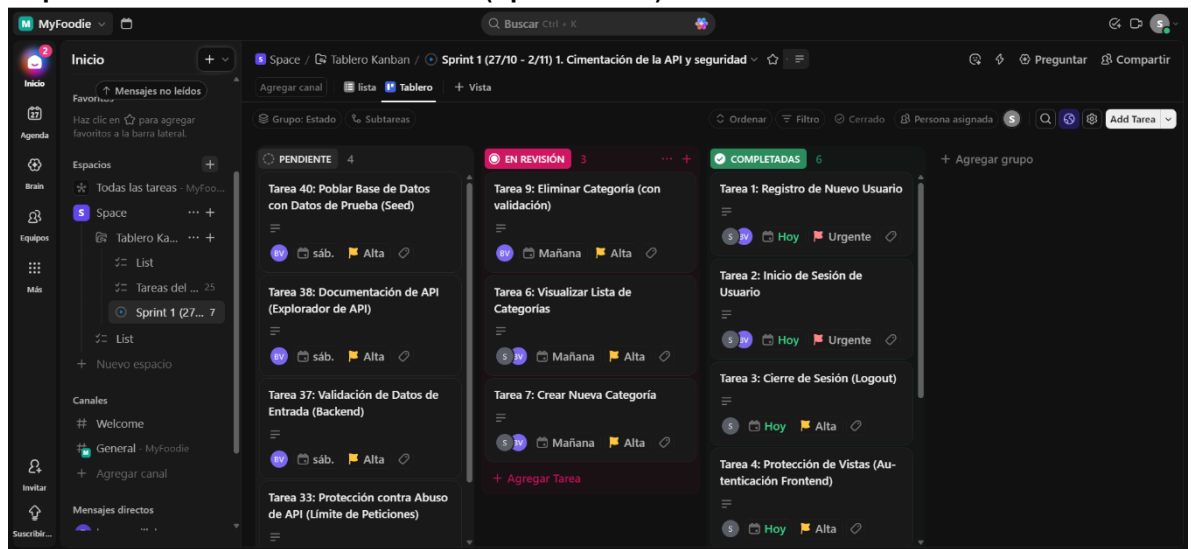 M MyFoodie
Buscar Ctrl + K
S
2
Inicio
27
Agenda
Brain
Equipos
Más
Invitar
Suscribir...
Inicio
Mensajes no leídos
Favoritos
Haz clic en ☆ para agregar
favoritos a la barra lateral.
Espacios
Todas las tareas - MyFoo...
S Space
Tablero Ka...
List
Tareas del ... 25
Sprint 1 (27... 7
List
+ Nuevo espacio
Canales
# Welcome
General - MyFoodie
+ Agregar canal
Mensajes directos
S Space / Tablero Kanban / Sprint 1 (27/10 - 2/11) 1. Cimentación de la API y seguridad
Preguntar
Compartir
Agregar canal
lista
Tablero
+ Vista
Grupo: Estado
Subtareas
Ordenar
Filtro
Cerrado
Persona asignada
S
Add Tarea
PENDIENTE 4
Tarea 40: Poblar Base de Datos
con Datos de Prueba (Seed)
BV sáb. Alta
Tarea 38: Documentación de API
(Explorador de API)
BV sáb. Alta
Tarea 37: Validación de Datos de
Entrada (Backend)
BV sáb. Alta
Tarea 33: Protección contra Abuso
de API (Límite de Peticiones)
EN REVISIÓN 3 ... +
Tarea 9: Eliminar Categoría (con
validación)
BV Mañana Alta
Tarea 6: Visualizar Lista de
Categorías
S BV Mañana Alta
Tarea 7: Crear Nueva Categoría
S BV Mañana Alta
+ Agregar Tarea
COMPLETADAS 6
Tarea 1: Registro de Nuevo Usuario
S BV Hoy Urgente
Tarea 2: Inicio de Sesión de
Usuario
S BV Hoy Urgente
Tarea 3: Cierre de Sesión (Logout)
S Hoy Alta
Tarea 4: Protección de Vistas (Au-
tenticación Frontend)
S Hoy Alta
+ Agregar grupo